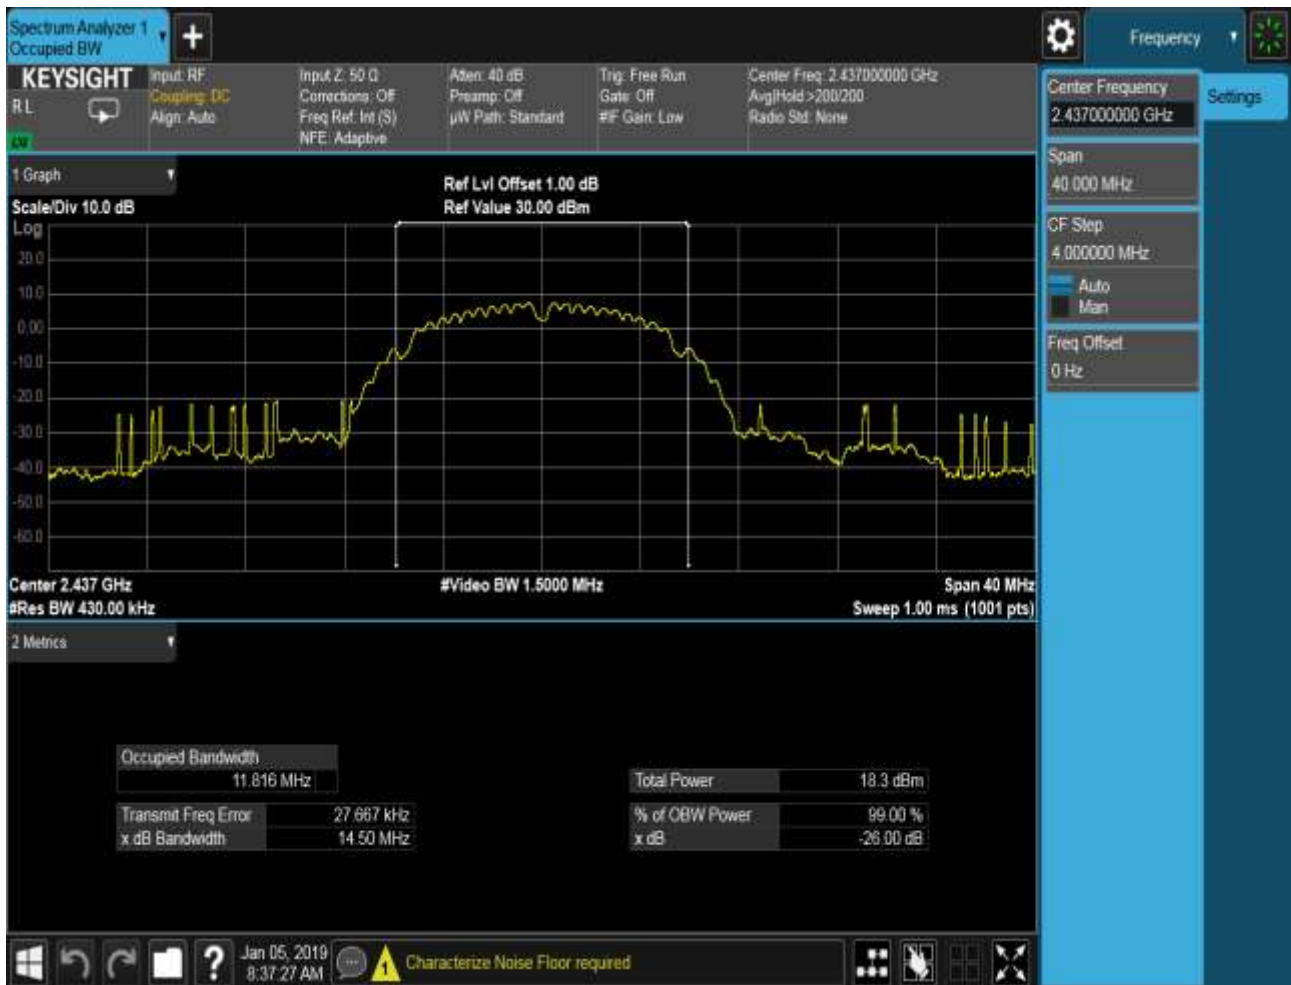 Spectrum Analyzer 1
Occupied BW
Frequency
KEYSIGHT
R L
Input: RF
Coupling: DC
Align: Auto
Input Z: 50 Ω
Corrections: Off
Freq Ref: Int (S)
NFE: Adaptive
Atten: 40 dB
Preamp: Off
µW Path: Standard
Trig: Free Run
Gate: Off
#IF Gain: Low
Center Freq: 2.437000000 GHz
Avg|Hold:>200/200
Radio Std: None
Center Frequency
2.437000000 GHz
Settings
Span
40.000 MHz
CF Step
4.000000 MHz
Auto
Man
Freq Offset
0 Hz
1 Graph
Scale/Div 10.0 dB
Ref Lvl Offset 1.00 dB
Ref Value 30.00 dBm
Log
20.0
10.0
0.00
-10.0
-20.0
-30.0
-40.0
-50.0
-60.0
Center 2.437 GHz
#Res BW 430.00 kHz
#Video BW 1.5000 MHz
Span 40 MHz
Sweep 1.00 ms (1001 pts)
2 Metrics
Occupied Bandwidth
11.816 MHz
Transmit Freq Error 27.667 kHz
x dB Bandwidth 14.50 MHz
Total Power 18.3 dBm
% of OBW Power 99.00 %
x dB -26.00 dB
Jan 05, 2019
8:37:27 AM
1
Characterize Noise Floor required